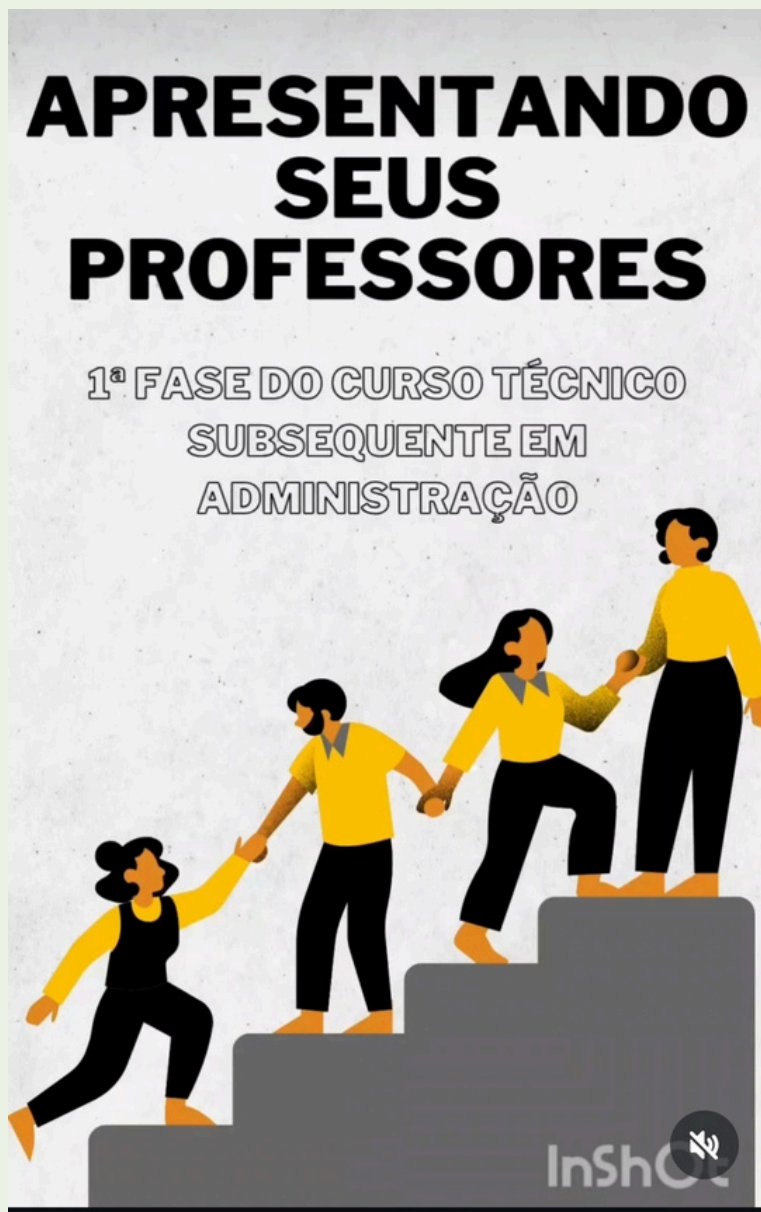 APRESENTANDO
SEUS
PROFESSORES
1ª FASE DO CURSO TÉCNICO
SUBSEQUENTE EM
ADMINISTRAÇÃO
InShOt